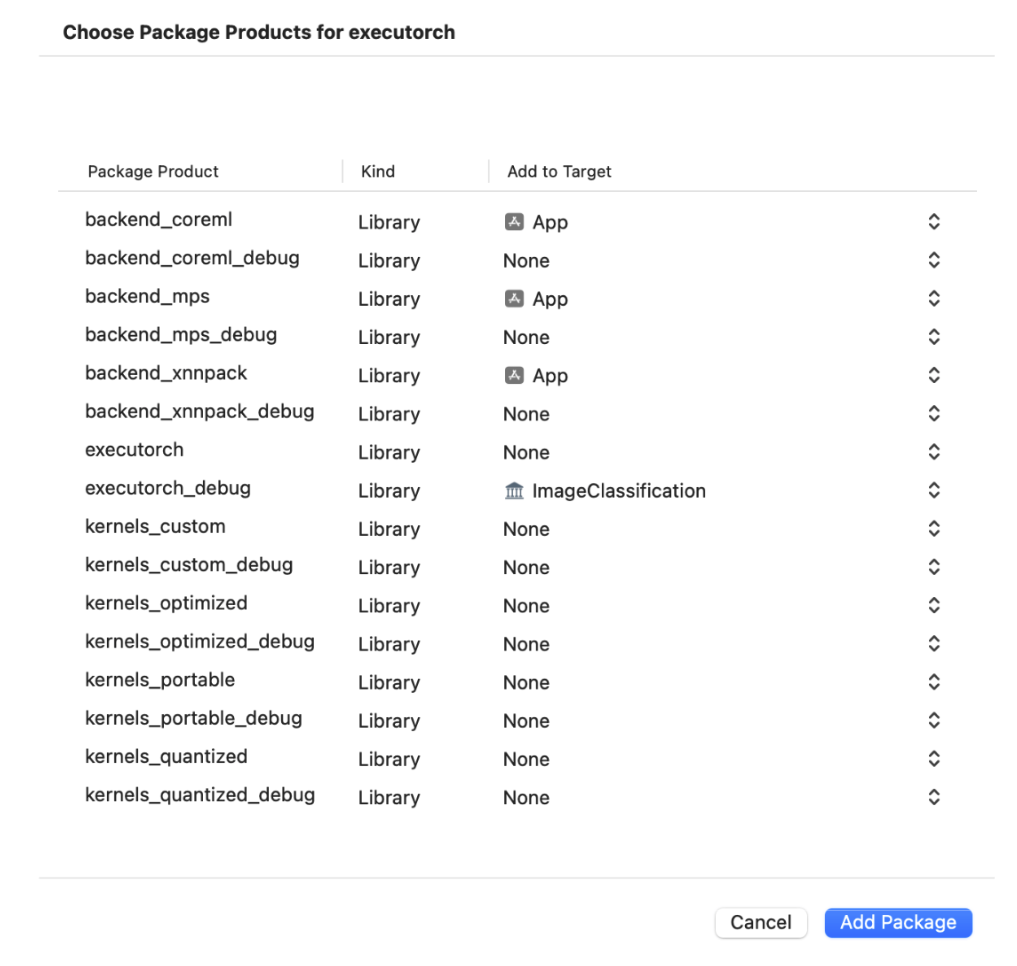 Choose Package Products for executorch
Package Product Kind Add to Target
backend_coreml Library App
backend_coreml_debug Library None
backend_mps Library App
backend_mps_debug Library None
backend_xnnpack Library App
backend_xnnpack_debug Library None
executorch Library None
executorch_debug Library ImageClassification
kernels_custom Library None
kernels_custom_debug Library None
kernels_optimized Library None
kernels_optimized_debug Library None
kernels_portable Library None
kernels_portable_debug Library None
kernels_quantized Library None
kernels_quantized_debug Library None
Cancel Add Package